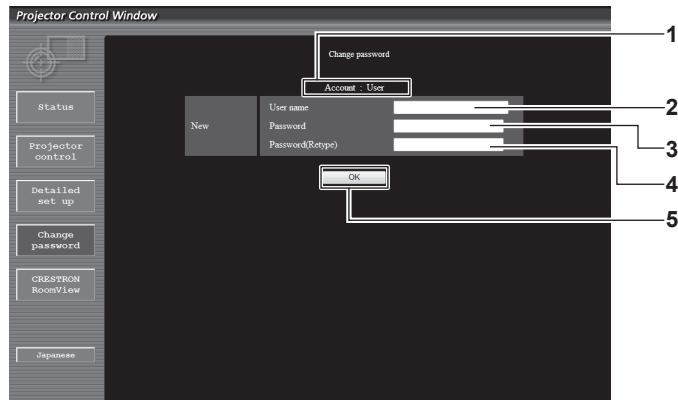 Projector Control Window
1
Change password
Account : User
Status
User name
2
New
Password
3
Projector
control
Password(Retype)
4
OK
Detailed
set up
5
Change
password
CRESTRON
RoomView
Japanese